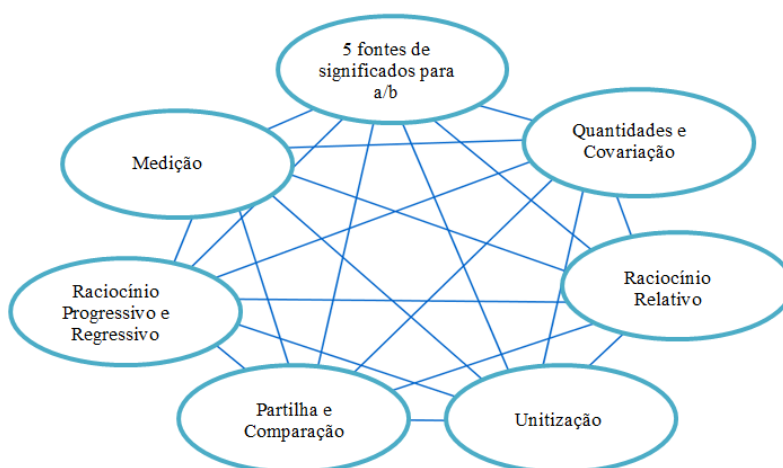 5 fontes de
significados para
a/b
Quantidades e
Covariação
Medição
Raciocínio
Relativo
Raciocínio
Progressivo e
Regressivo
Partilha e
Comparação
Unitização